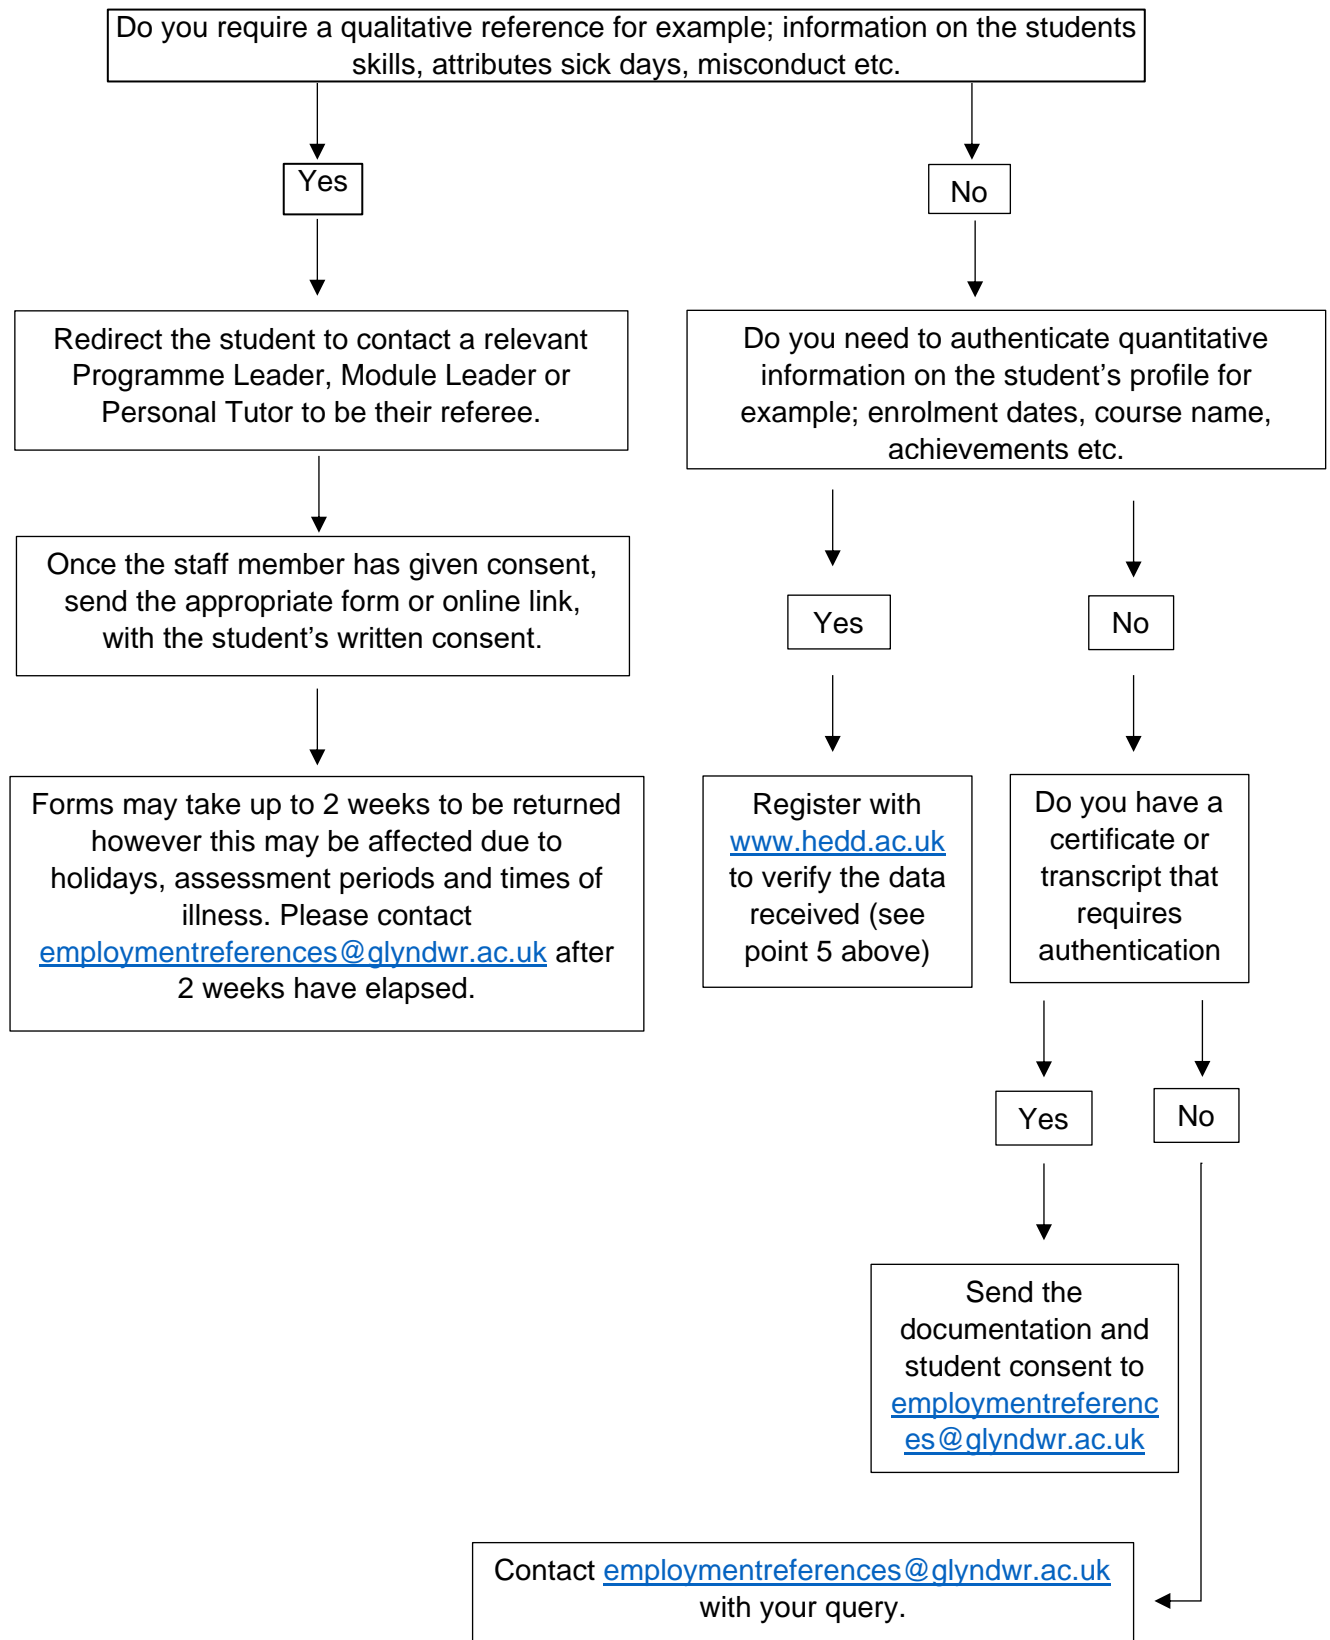 Do you require a qualitative reference for example; information on the students
skills, attributes sick days, misconduct etc.
Yes
No
Redirect the student to contact a relevant
Programme Leader, Module Leader or
Personal Tutor to be their referee.
Do you need to authenticate quantitative
information on the student’s profile for
example; enrolment dates, course name,
achievements etc.
Once the staff member has given consent,
send the appropriate form or online link,
with the student’s written consent.
Yes
No
Forms may take up to 2 weeks to be returned
however this may be affected due to
holidays, assessment periods and times of
illness. Please contact
employmentreferences@glyndwr.ac.uk after
2 weeks have elapsed.
Register with
www.hedd.ac.uk
to verify the data
received (see
point 5 above)
Do you have a
certificate or
transcript that
requires
authentication
Yes
No
Send the
documentation and
student consent to
employmentreferenc
es@glyndwr.ac.uk
Contact employmentreferences@glyndwr.ac.uk
with your query.